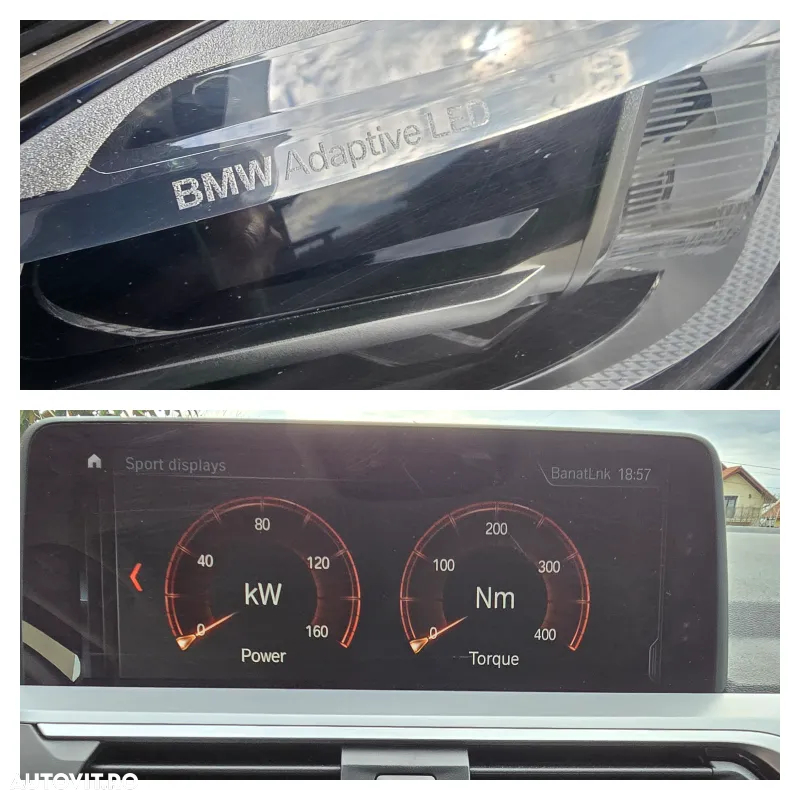 BMW Adaptive LED
Sport displays
BanatLnk 18:57
80
40
120
kW
0
160
Power
200
100
300
Nm
0
400
Torque
AUTOVIT.RO